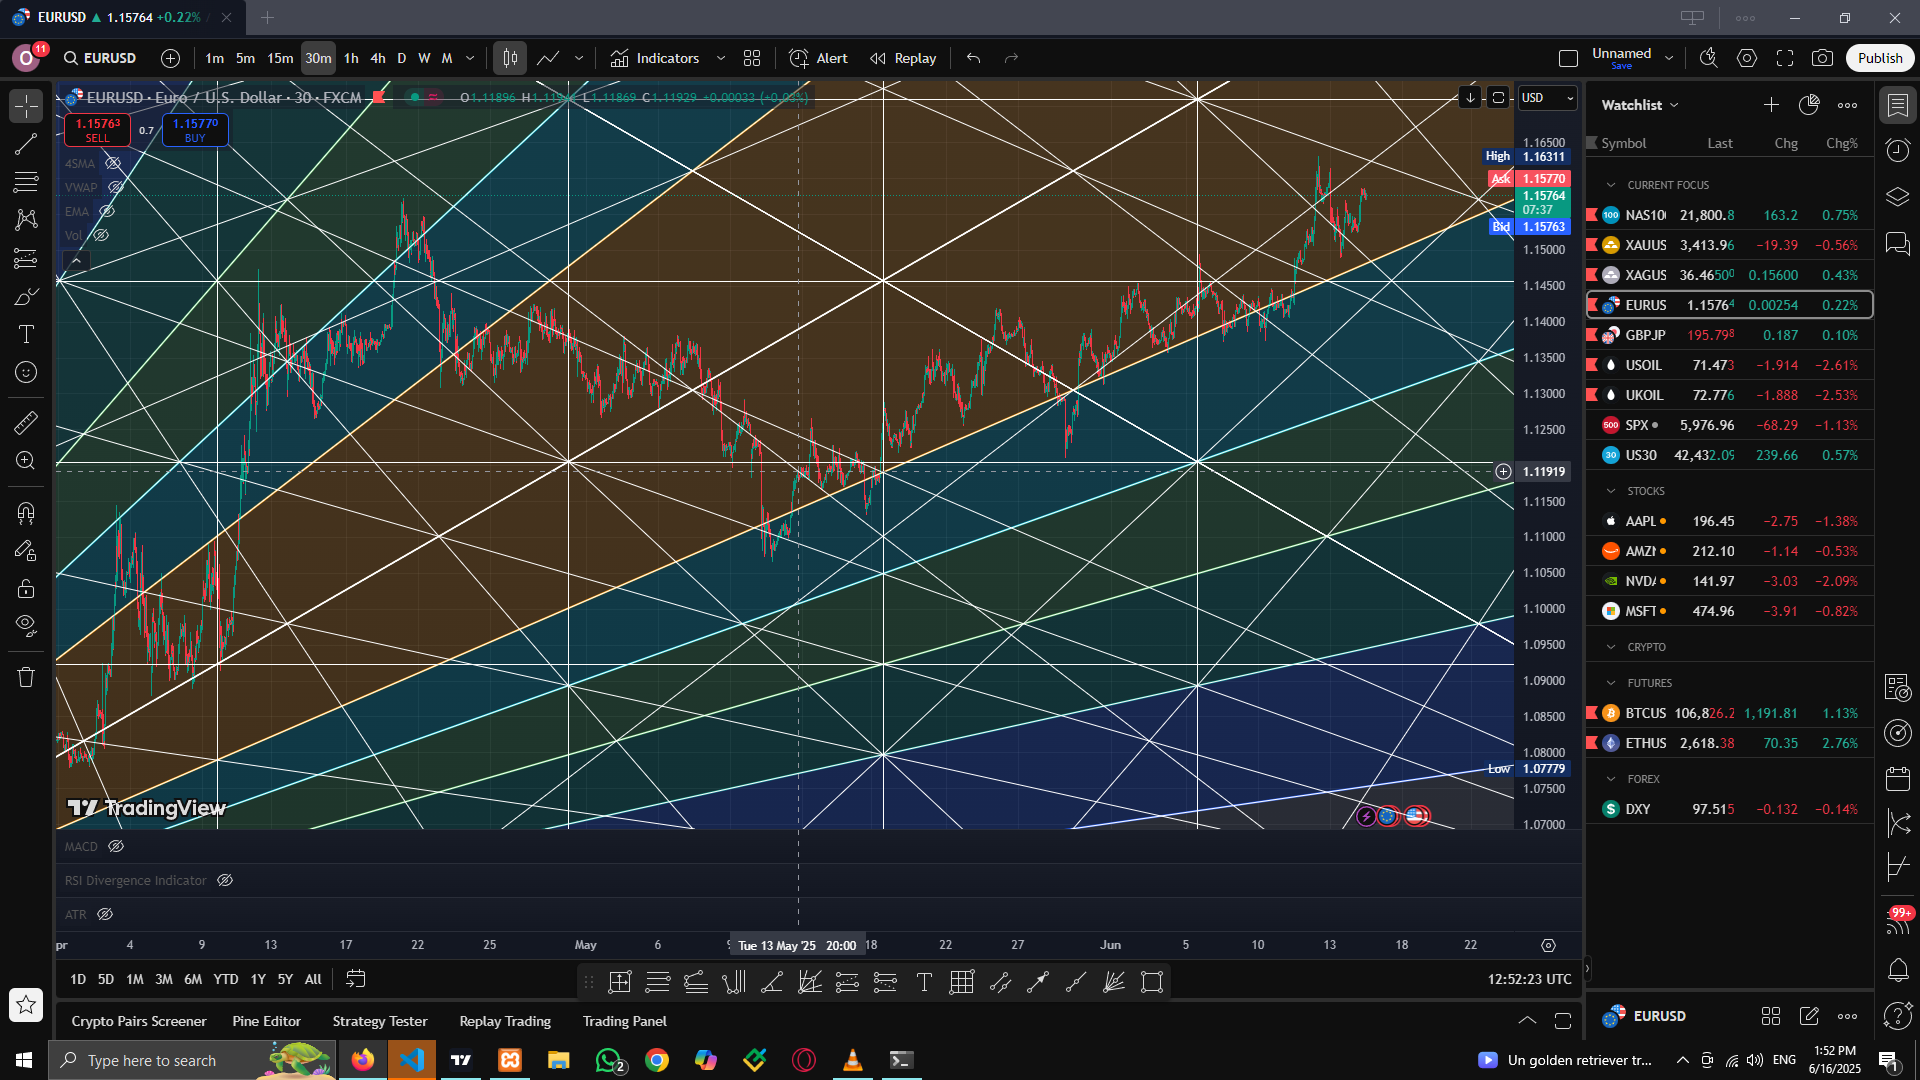 EURUSD ▲ 1.15764 +0.22% /
O 11 EURUSD 1m 5m 15m 30m 1h 4h D W M Indicators Alert Replay Unnamed Save Publish
EURUSD · Euro / U.S. Dollar · 30 · FXCM
1.15763 SELL 0.7 1.15770 BUY
4SMA
VWAP
EMA
Vol
USD
1.16500
High 1.16311
Ask 1.15770
1.15764
07:37
Bid 1.15763
1.15000
1.14500
1.14000
1.13500
1.13000
1.12500
1.11919
1.11500
1.11000
1.10500
1.10000
1.09500
1.09000
1.08500
1.08000
Low 1.07779
1.07500
1.07000
TradingView
MACD
RSI Divergence Indicator
ATR
pr 4 9 13 17 22 25 May 6 Tue 13 May '25 20:00 18 22 27 Jun 5 10 13 18 22
1D 5D 1M 3M 6M YTD 1Y 5Y All
12:52:23 UTC
Crypto Pairs Screener Pine Editor Strategy Tester Replay Trading Trading Panel
Watchlist
Symbol Last Chg Chg%
CURRENT FOCUS
100 NAS100 21,800.8 163.2 0.75%
XAUUS 3,413.96 −19.39 −0.56%
XAGUS 36.46500 0.15600 0.43%
EURUS 1.15764 0.00254 0.22%
GBPJP 195.798 0.187 0.10%
USOIL 71.473 −1.914 −2.61%
UKOIL 72.776 −1.888 −2.53%
500 SPX 5,976.96 −68.29 −1.13%
30 US30 42,432.09 239.66 0.57%
STOCKS
AAPL 196.45 −2.75 −1.38%
AMZN 212.10 −1.14 −0.53%
NVDA 141.97 −3.03 −2.09%
MSFT 474.96 −3.91 −0.82%
CRYPTO
FUTURES
BTCUS 106,826.2 1,191.81 1.13%
ETHUS 2,618.38 70.35 2.76%
FOREX
DXY 97.515 −0.132 −0.14%
99+
EURUSD
Type here to search
2
Un golden retriever tr...
ENG
1:52 PM
6/16/2025
1